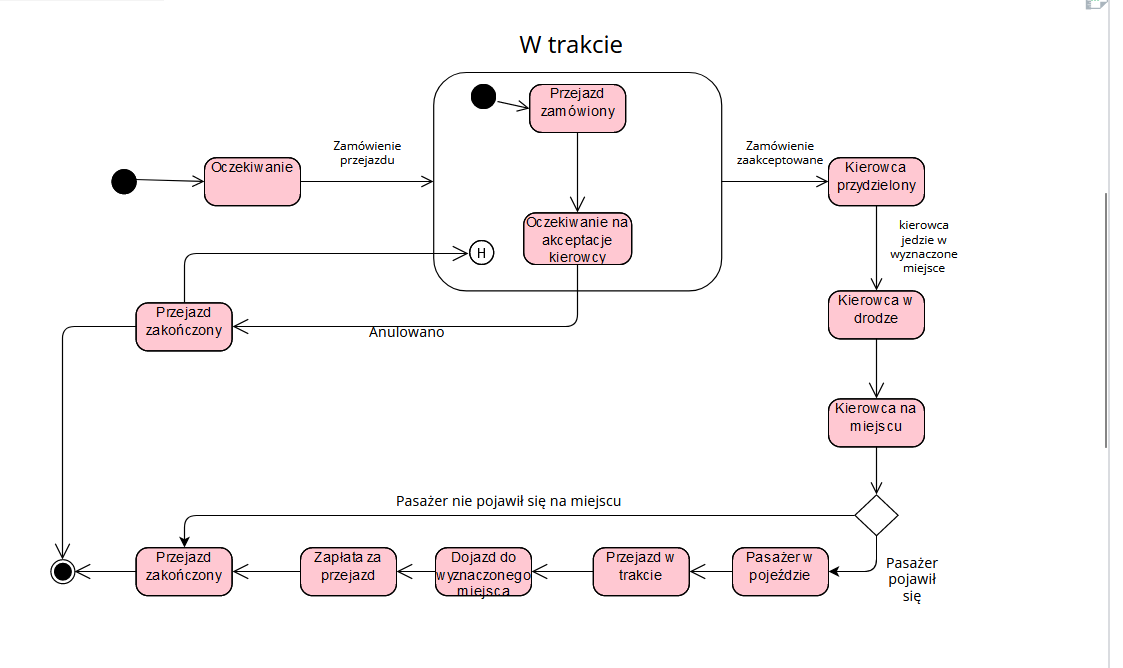 W trakcie
Przejazd
zamówiony
Zamówienie
przejazdu
Zamówienie
zaakceptowane
Oczekiwanie
Kierowca
przydzielony
Oczekiwanie na
akceptacje
kierowcy
H
kierowca
jedzie w
wyznaczone
miejsce
Przejazd
zakończony
Anulowano
Kierowca w
drodze
Kierowca na
miejscu
Pasażer nie pojawił się na miejscu
Przejazd
zakończony
Zapłata za
przejazd
Dojazd do
wyznaczonego
miejsca
Przejazd w
trakcie
Pasażer w
pojeździe
Pasażer
pojawił
się